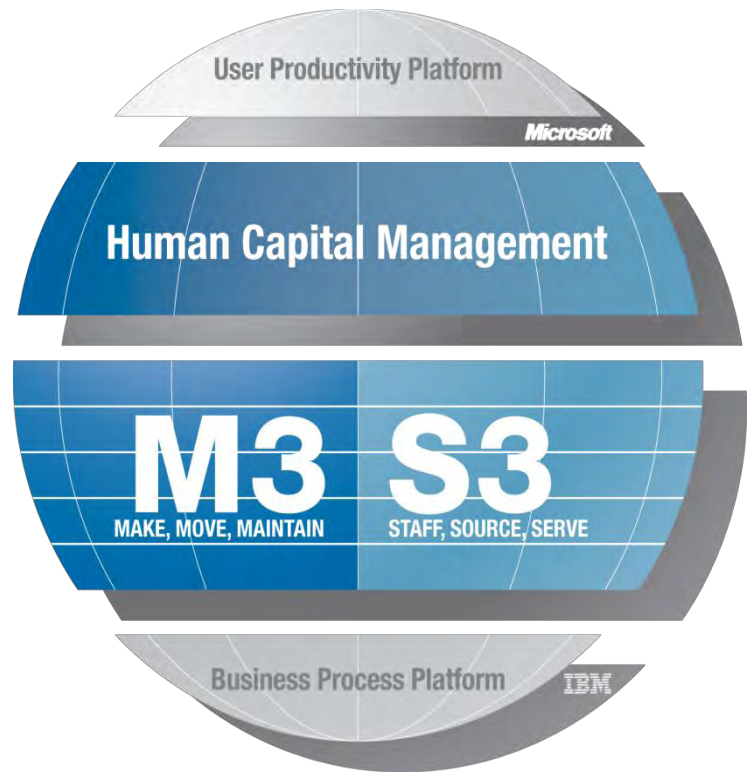 User Productivity Platform
Microsoft
Human Capital Management
M3
MAKE, MOVE, MAINTAIN
S3
STAFF, SOURCE, SERVE
Business Process Platform
IBM